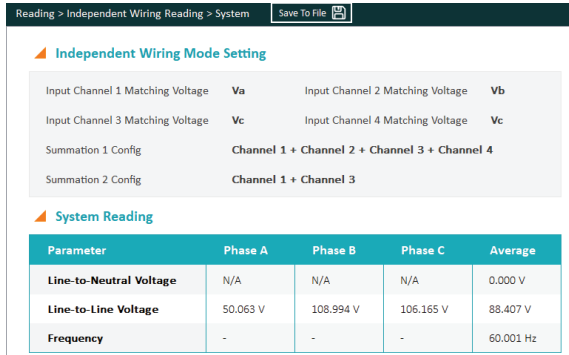 Reading > Independent Wiring Reading > System Save To File
Independent Wiring Mode Setting
Input Channel 1 Matching Voltage Va Input Channel 2 Matching Voltage Vb
Input Channel 3 Matching Voltage Vc Input Channel 4 Matching Voltage Vc
Summation 1 Config Channel 1 + Channel 2 + Channel 3 + Channel 4
Summation 2 Config Channel 1 + Channel 3
System Reading
Parameter Phase A Phase B Phase C Average
Line-to-Neutral Voltage N/A N/A N/A 0.000 V
Line-to-Line Voltage 50.063 V 108.994 V 106.165 V 88.407 V
Frequency - - - 60.001 Hz